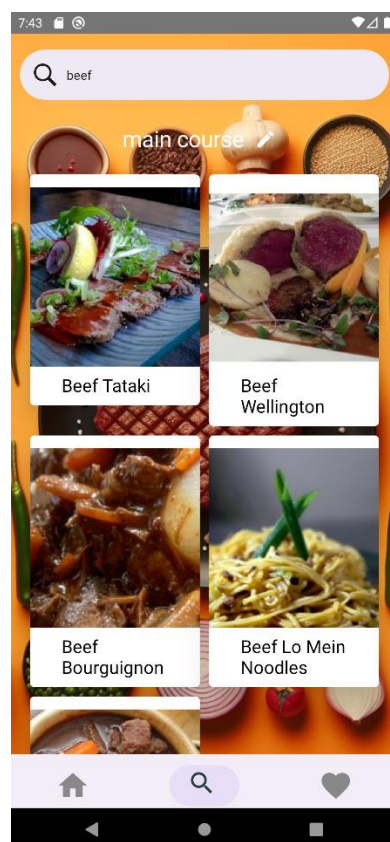 7:43
beef
main course
Beef Tataki
Beef
Wellington
Beef
Bourguignon
Beef Lo Mein
Noodles